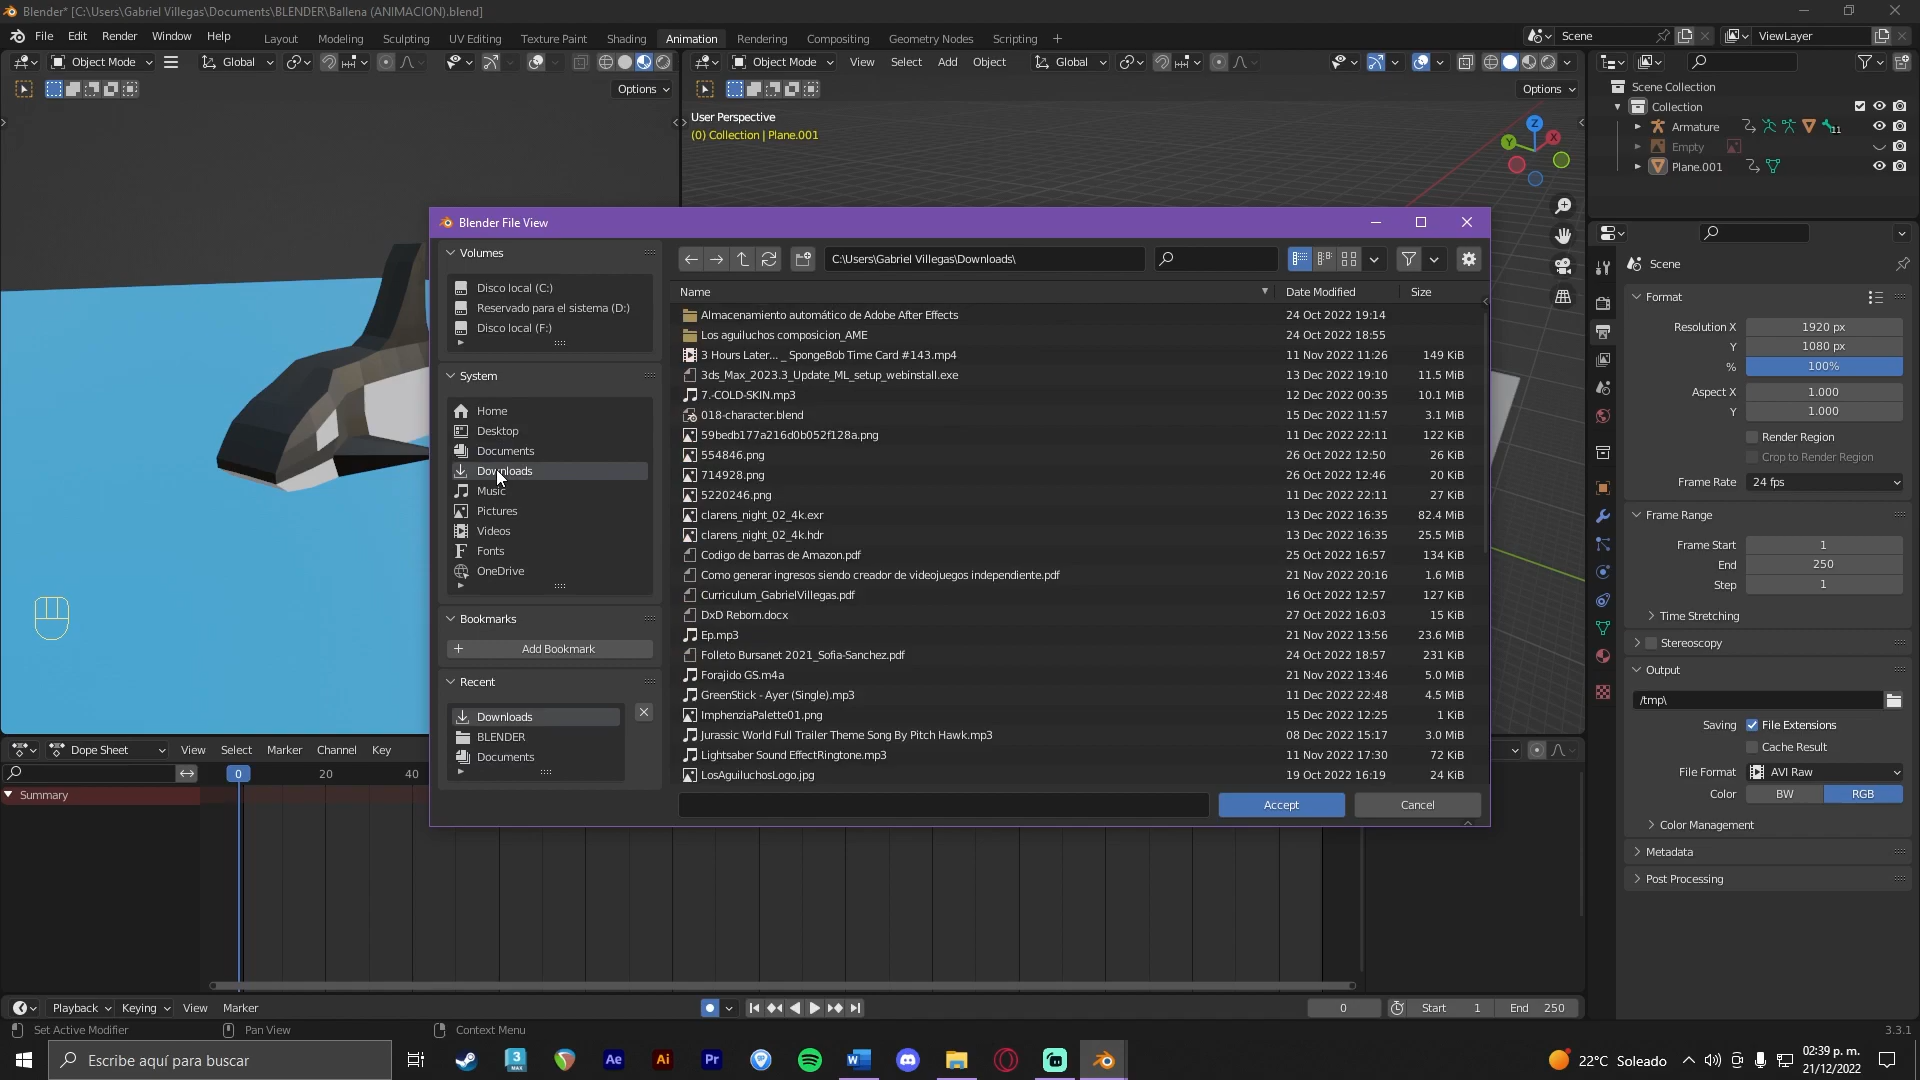 Blender* [C:\Users\Gabriel Villegas\Documents\BLENDER\Ballena (ANIMACION).blend]
File Edit Render Window Help Layout Modeling Sculpting UV Editing Texture Paint Shading Animation Rendering Compositing Geometry Nodes Scripting + Scene ViewLayer
Object Mode Global Object Mode View Select Add Object Global
Options Options
User Perspective
(0) Collection | Plane.001
Z
X
Y
Scene Collection
Collection
Armature 11
Empty
Plane.001
Blender File View
Volumes
Disco local (C:)
Reservado para el sistema (D:)
Disco local (F:)
System
Home
Desktop
Documents
Downloads
Music
Pictures
Videos
Fonts
OneDrive
Bookmarks
+ Add Bookmark
Recent
Downloads
BLENDER
Documents
C:\Users\Gabriel Villegas\Downloads\
Name Date Modified Size
Almacenamiento automático de Adobe After Effects 24 Oct 2022 19:14
Los aguiluchos composicion_AME 24 Oct 2022 18:55
3 Hours Later... _ SpongeBob Time Card #143.mp4 11 Nov 2022 11:26 149 KiB
3ds_Max_2023.3_Update_ML_setup_webinstall.exe 13 Dec 2022 19:10 11.5 MiB
7.-COLD-SKIN.mp3 12 Dec 2022 00:35 10.1 MiB
018-character.blend 15 Dec 2022 11:57 3.1 MiB
59bedb177a216d0b052f128a.png 11 Dec 2022 22:11 122 KiB
554846.png 26 Oct 2022 12:50 26 KiB
714928.png 26 Oct 2022 12:46 20 KiB
5220246.png 11 Dec 2022 22:11 27 KiB
clarens_night_02_4k.exr 13 Dec 2022 16:35 82.4 MiB
clarens_night_02_4k.hdr 13 Dec 2022 16:35 25.5 MiB
Codigo de barras de Amazon.pdf 25 Oct 2022 16:57 134 KiB
Como generar ingresos siendo creador de videojuegos independiente.pdf 21 Nov 2022 20:16 1.6 MiB
Curriculum_GabrielVillegas.pdf 16 Oct 2022 12:57 127 KiB
DxD Reborn.docx 27 Oct 2022 16:03 15 KiB
Ep.mp3 21 Nov 2022 13:56 23.6 MiB
Folleto Bursanet 2021_Sofia-Sanchez.pdf 24 Oct 2022 18:57 231 KiB
Forajido GS.m4a 21 Nov 2022 13:46 5.0 MiB
GreenStick - Ayer (Single).mp3 11 Dec 2022 22:48 4.5 MiB
ImphenziaPalette01.png 15 Dec 2022 12:25 1 KiB
Jurassic World Full Trailer Theme Song By Pitch Hawk.mp3 08 Dec 2022 15:17 3.0 MiB
Lightsaber Sound EffectRingtone.mp3 11 Nov 2022 17:30 72 KiB
LosAguiluchosLogo.jpg 19 Oct 2022 16:19 24 KiB
Accept Cancel
Scene
Format
Resolution X 1920 px
Y 1080 px
% 100%
Aspect X 1.000
Y 1.000
Render Region
Crop to Render Region
Frame Rate 24 fps
Frame Range
Frame Start 1
End 250
Step 1
Time Stretching
Stereoscopy
Output
/tmp\
Saving File Extensions
Cache Result
File Format AVI Raw
Color BW RGB
Color Management
Metadata
Post Processing
Dope Sheet View Select Marker Channel Key
0 20 40
Summary
Playback Keying View Marker 0 Start 1 End 250
Set Active Modifier Pan View Context Menu 3.3.1
Escribe aquí para buscar 3 MAX Ae Ai Pr 22°C Soleado 02:39 p. m.
21/12/2022